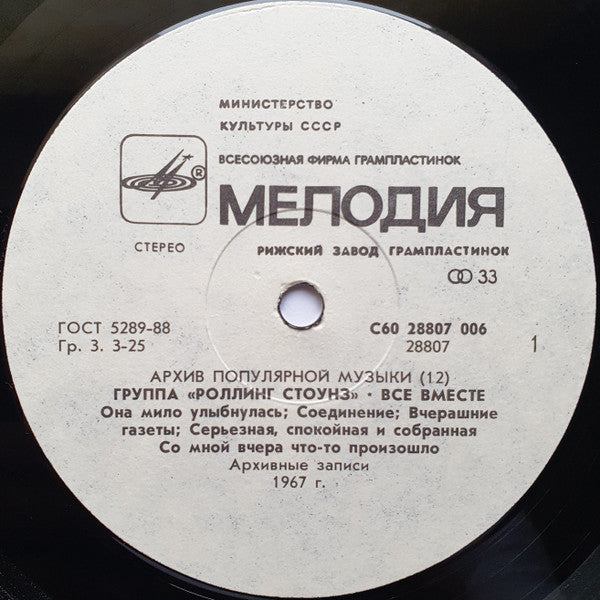 МИНИСТЕРСТВО
КУЛЬТУРЫ СССР
ВСЕСОЮЗНАЯ ФИРМА ГРАМПЛАСТИНОК
®
МЕЛОДИЯ
СТЕРЕО
РИЖСКИЙ ЗАВОД ГРАМПЛАСТИНОК
33
ГОСТ 5289-88
С60 28807 006
Гр. 3. 3-25
28807
1
АРХИВ ПОПУЛЯРНОЙ МУЗЫКИ (12)
ГРУППА «РОЛЛИНГ СТОУНЗ» · ВСЕ ВМЕСТЕ
Она мило улыбнулась; Соединение; Вчерашние
газеты; Серьезная, спокойная и собранная
Со мной вчера что-то произошло
Архивные записи
1967 г.